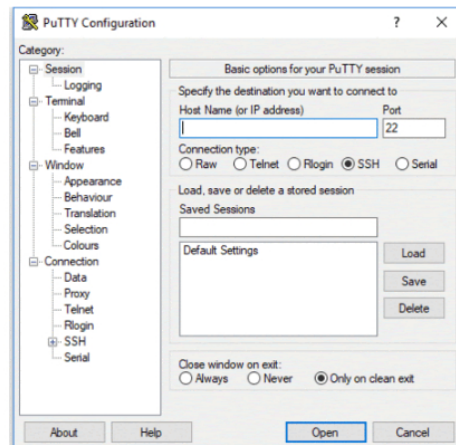 PuTTY Configuration
?
Category:
Session
Logging
Terminal
Keyboard
Bell
Features
Window
Appearance
Behaviour
Translation
Selection
Colours
Connection
Data
Proxy
Telnet
Rlogin
SSH
Serial
Basic options for your PuTTY session
Specify the destination you want to connect to
Host Name (or IP address) Port
22
Connection type:
Raw Telnet Rlogin SSH Serial
Load, save or delete a stored session
Saved Sessions
Default Settings
Load
Save
Delete
Close window on exit:
Always Never Only on clean exit
About Help Open Cancel